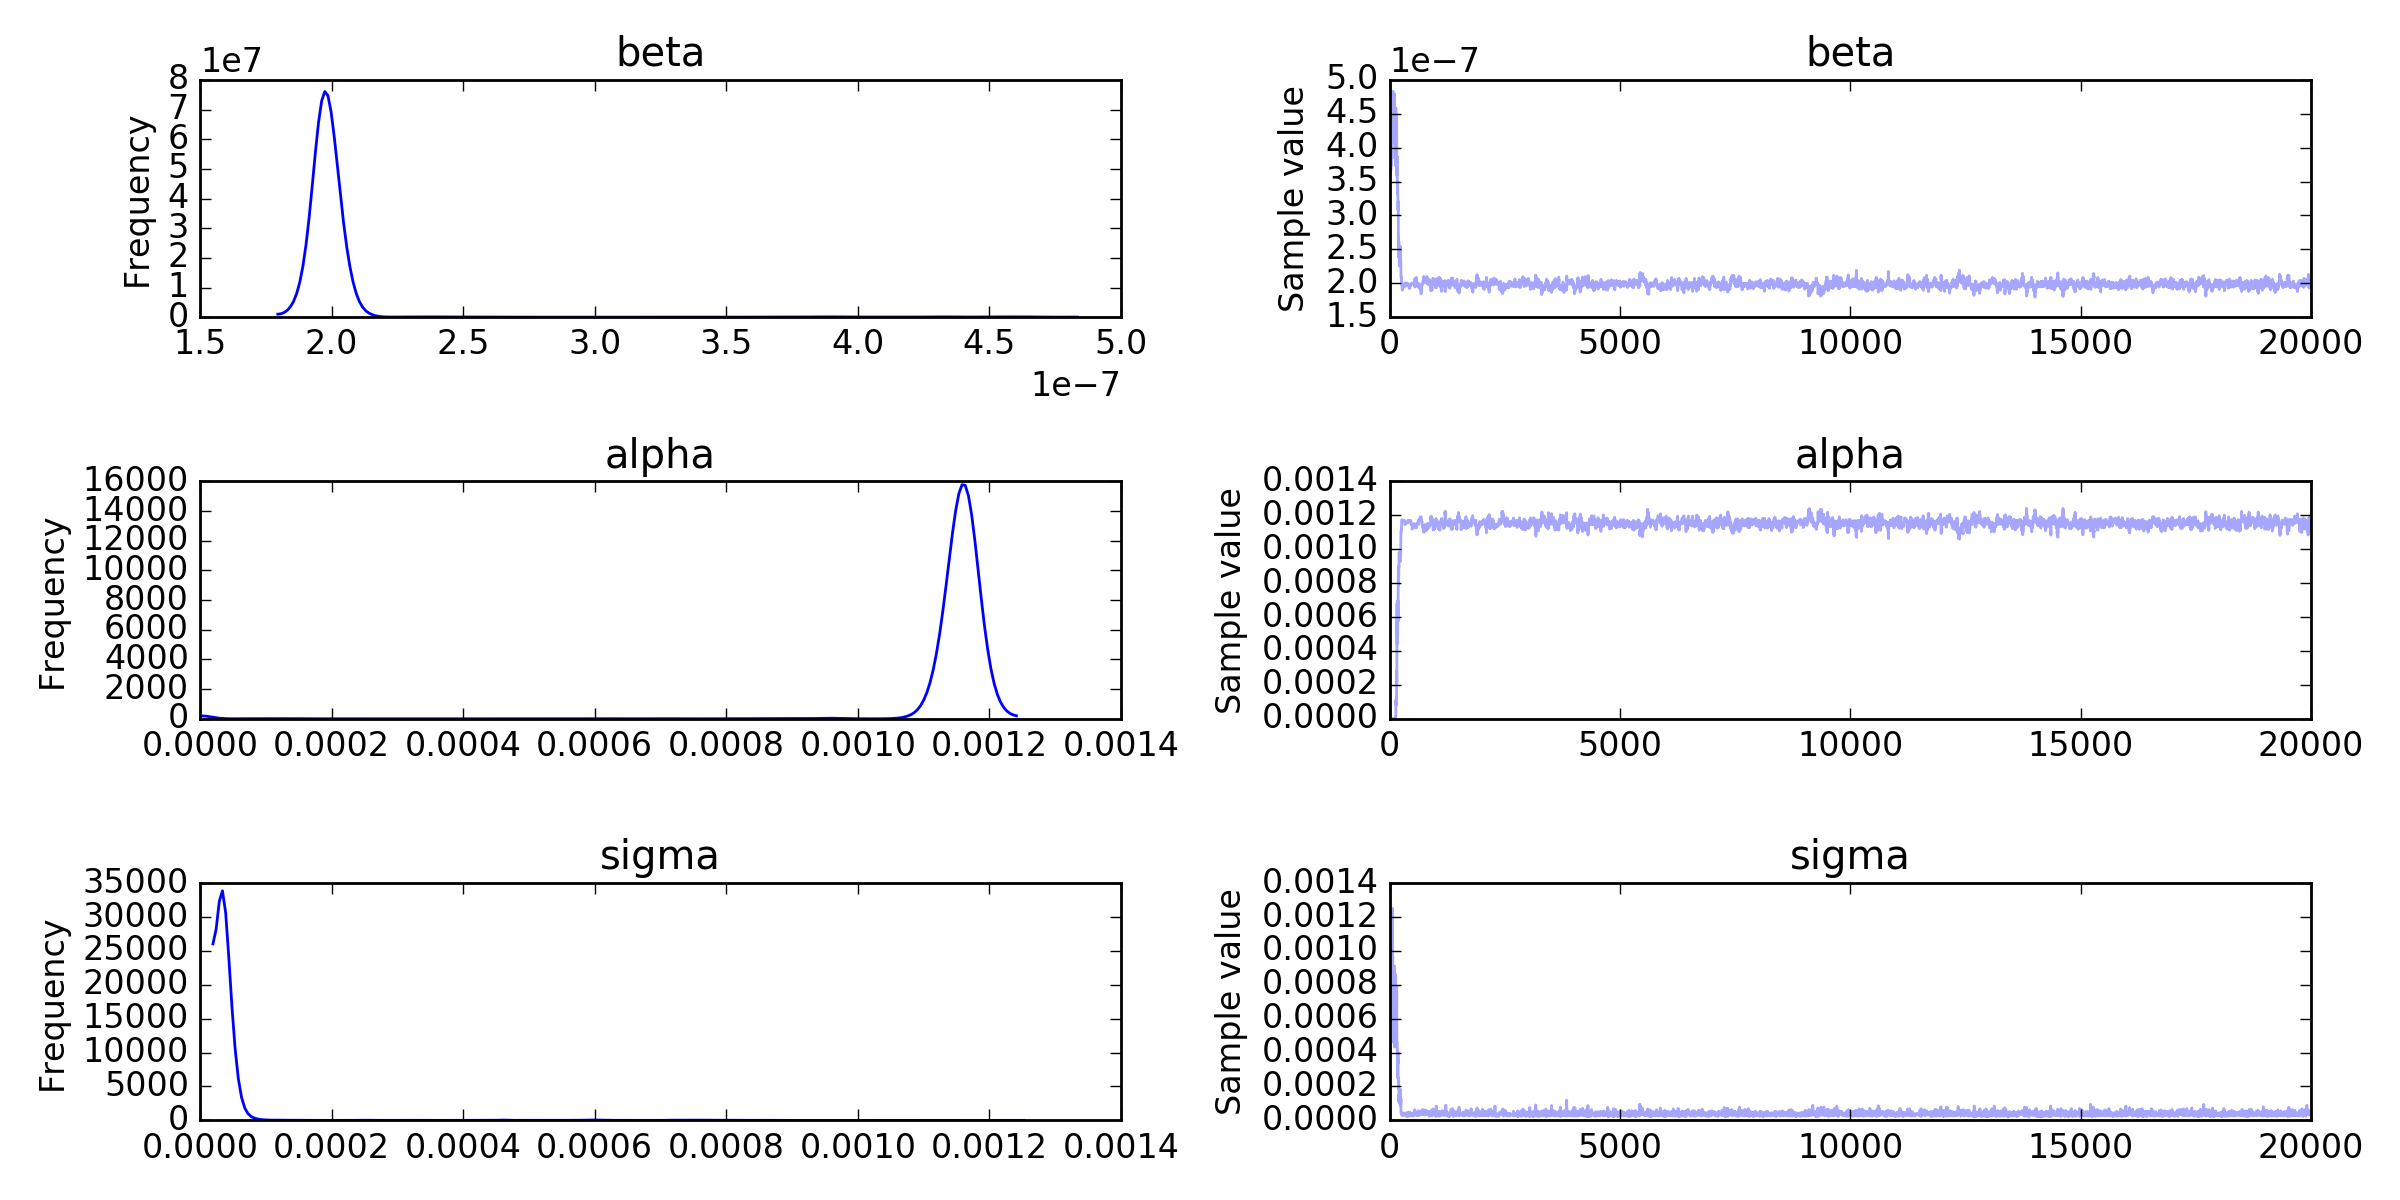 beta
1e7
Frequency
8
7
6
5
4
3
2
1
0
1.5 2.0 2.5 3.0 3.5 4.0 4.5 5.0
1e−7
beta
1e−7
Sample value
5.0
4.5
4.0
3.5
3.0
2.5
2.0
1.5
0 5000 10000 15000 20000
alpha
Frequency
16000
14000
12000
10000
8000
6000
4000
2000
0
0.0000 0.0002 0.0004 0.0006 0.0008 0.0010 0.0012 0.0014
alpha
Sample value
0.0014
0.0012
0.0010
0.0008
0.0006
0.0004
0.0002
0.0000
0 5000 10000 15000 20000
sigma
Frequency
35000
30000
25000
20000
15000
10000
5000
0
0.0000 0.0002 0.0004 0.0006 0.0008 0.0010 0.0012 0.0014
sigma
Sample value
0.0014
0.0012
0.0010
0.0008
0.0006
0.0004
0.0002
0.0000
0 5000 10000 15000 20000